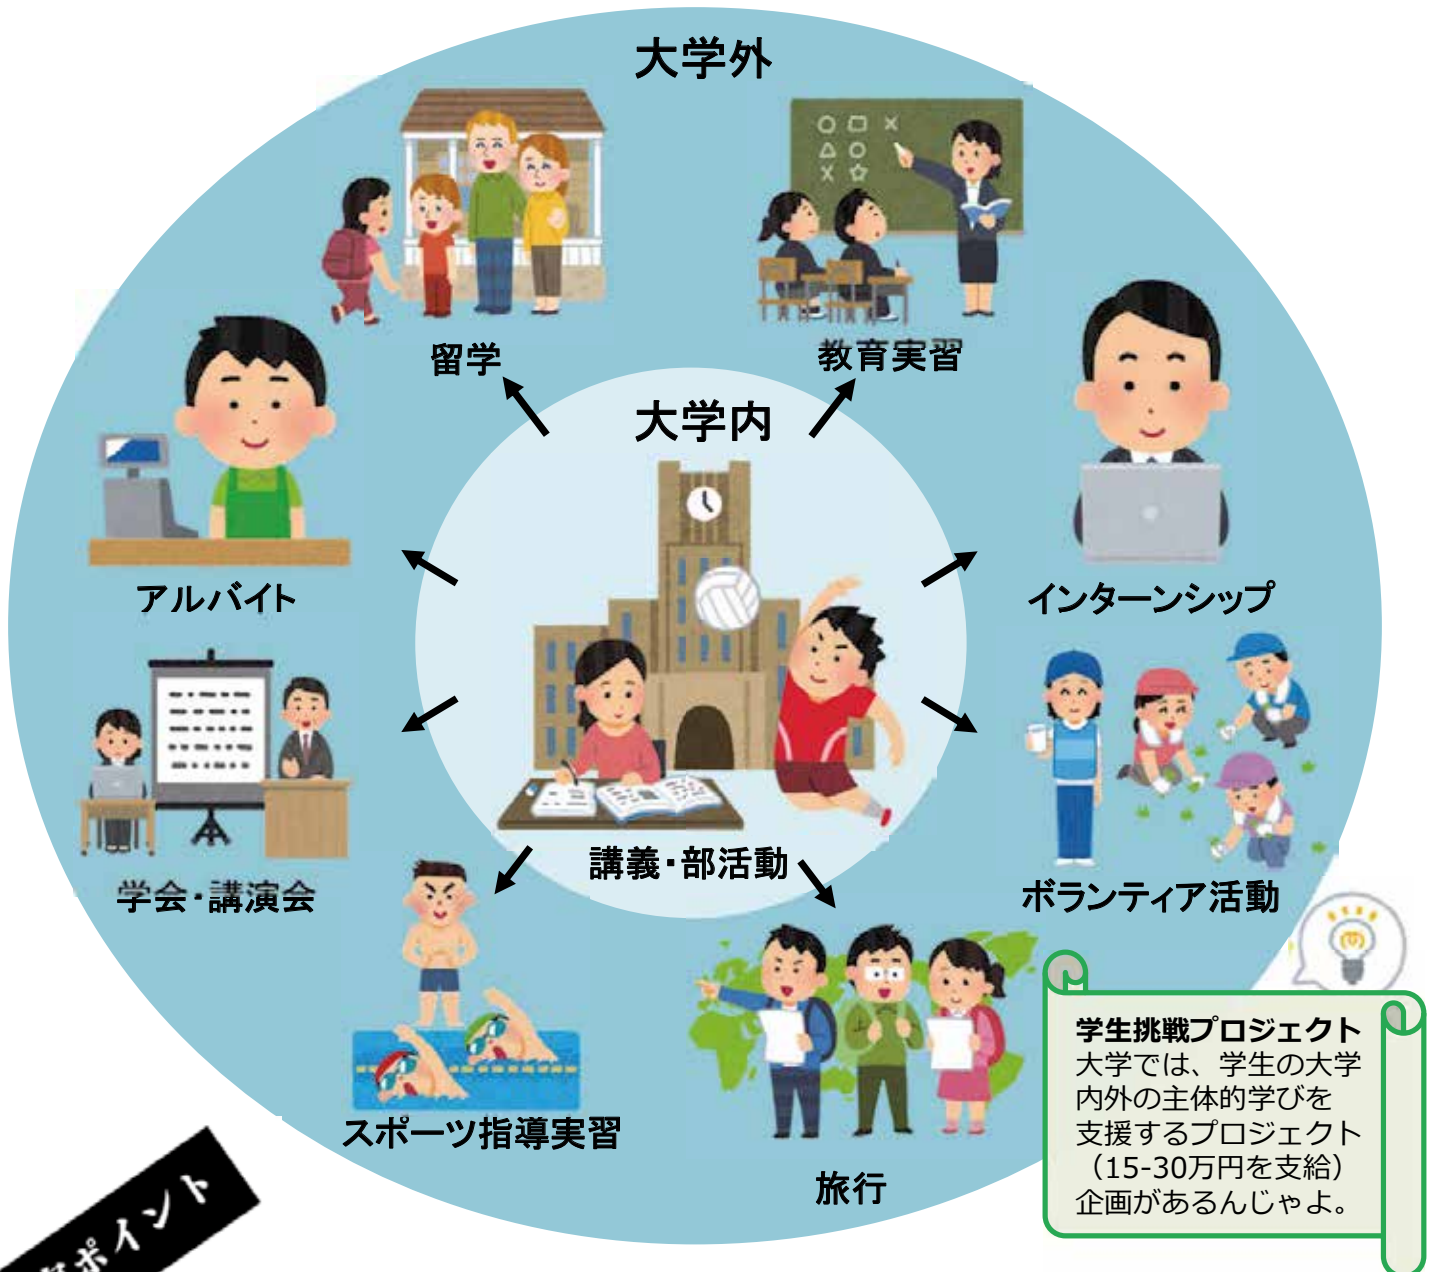 大学外
留学
教育実習
大学内
アルバイト
インターンシップ
講義・部活動
学会・講演会
ボランティア活動
スポーツ指導実習
旅行
学生挑戦プロジェクト
大学では、学生の大学
内外の主体的学びを
支援するプロジェクト
（15-30万円を支給）
企画があるんじゃよ。
ポイント